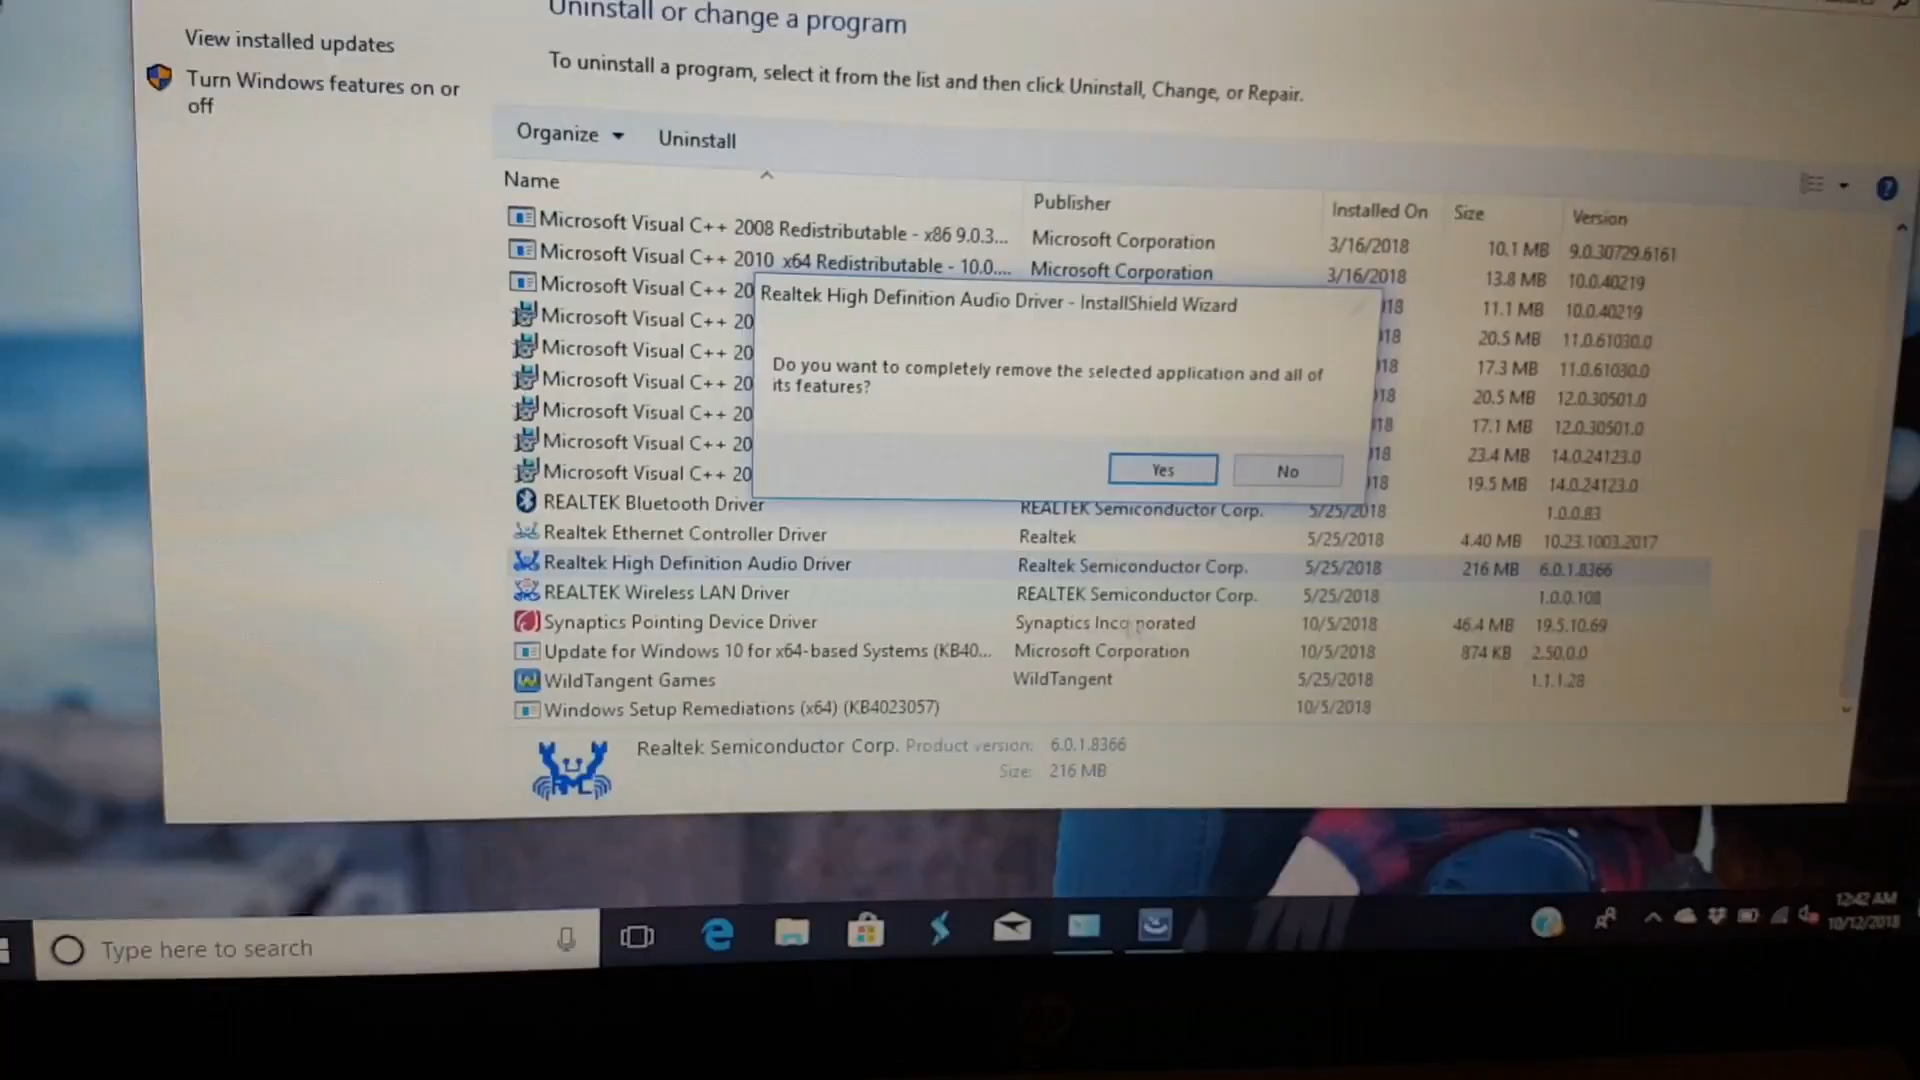 Uninstall or change a program
View installed updates
Turn Windows features on or
off
To uninstall a program, select it from the list and then click Uninstall, Change, or Repair.
Organize Uninstall
Name Publisher Installed On Size Version
Microsoft Visual C++ 2008 Redistributable - x86 9.0.3... Microsoft Corporation 3/16/2018 10.1 MB 9.0.30729.6161
Microsoft Visual C++ 2010 x64 Redistributable - 10.0.... Microsoft Corporation 3/16/2018 13.8 MB 10.0.40219
Microsoft Visual C++ 20 018 11.1 MB 10.0.40219
Microsoft Visual C++ 20 018 20.5 MB 11.0.61030.0
Microsoft Visual C++ 20 018 17.3 MB 11.0.61030.0
Microsoft Visual C++ 20 018 20.5 MB 12.0.30501.0
Microsoft Visual C++ 20 018 17.1 MB 12.0.30501.0
Microsoft Visual C++ 20 018 23.4 MB 14.0.24123.0
Microsoft Visual C++ 20 018 19.5 MB 14.0.24123.0
Realtek High Definition Audio Driver - InstallShield Wizard
Do you want to completely remove the selected application and all of
its features?
Yes No
REALTEK Bluetooth Driver REALTEK Semiconductor Corp. 5/25/2018 1.0.0.83
Realtek Ethernet Controller Driver Realtek 5/25/2018 4.40 MB 10.23.1003.2017
Realtek High Definition Audio Driver Realtek Semiconductor Corp. 5/25/2018 216 MB 6.0.1.8366
REALTEK Wireless LAN Driver REALTEK Semiconductor Corp. 5/25/2018 1.0.0.108
Synaptics Pointing Device Driver Synaptics Incorporated 10/5/2018 46.4 MB 19.5.10.69
Update for Windows 10 for x64-based Systems (KB40... Microsoft Corporation 10/5/2018 874 KB 2.50.0.0
WildTangent Games WildTangent 5/25/2018 1.1.1.28
Windows Setup Remediations (x64) (KB4023057) 10/5/2018
Realtek Semiconductor Corp. Product version: 6.0.1.8366
Size: 216 MB
Type here to search
12:42 AM
10/12/2018